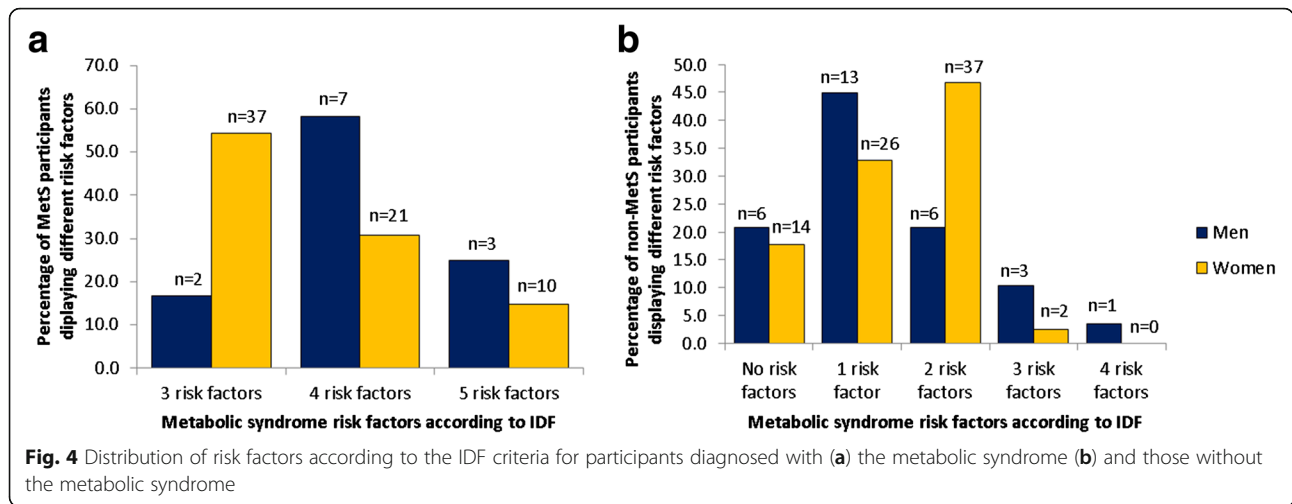 a
Percentage of MetS participants
diplaying different riisk factors
70.0
60.0
50.0
40.0
30.0
20.0
10.0
0.0
n=2
n=37
n=7
n=21
n=3
n=10
3 risk factors
4 risk factors
5 risk factors
Metabolic syndrome risk factors according to IDF
b
Percentage of non-MetS participants
displaying different risk factors
50.0
45.0
40.0
35.0
30.0
25.0
20.0
15.0
10.0
5.0
0.0
n=6
n=14
n=13
n=26
n=6
n=37
n=3
n=2
n=1
n=0
No risk
factors
1 risk
factor
2 risk
factors
3 risk
factors
4 risk
factors
Metabolic syndrome risk factors according to IDF
Men
Women
Fig. 4 Distribution of risk factors according to the IDF criteria for participants diagnosed with (a) the metabolic syndrome (b) and those without
the metabolic syndrome